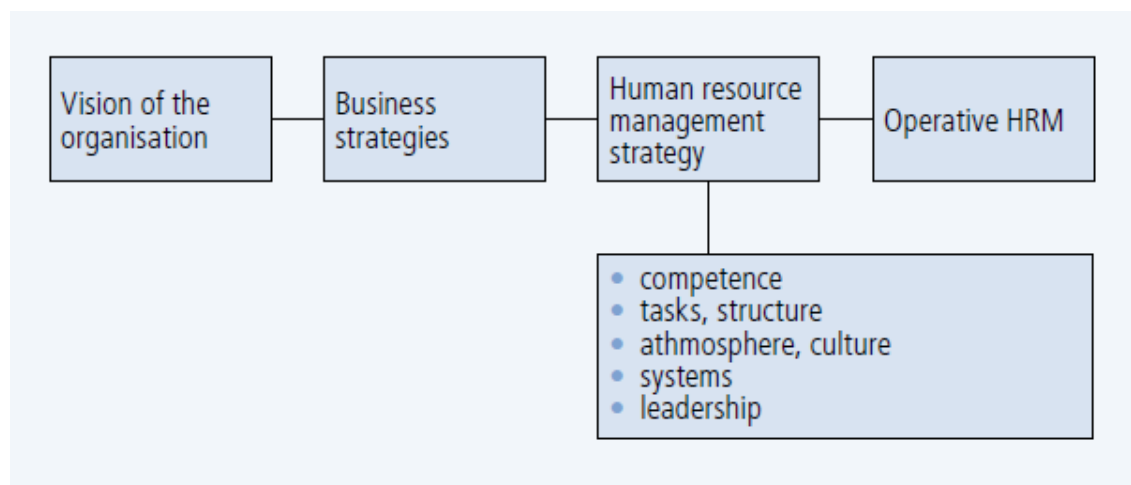 Vision of the
organisation
Business
strategies
Human resource
management
strategy
Operative HRM
• competence
• tasks, structure
• athmosphere, culture
• systems
• leadership